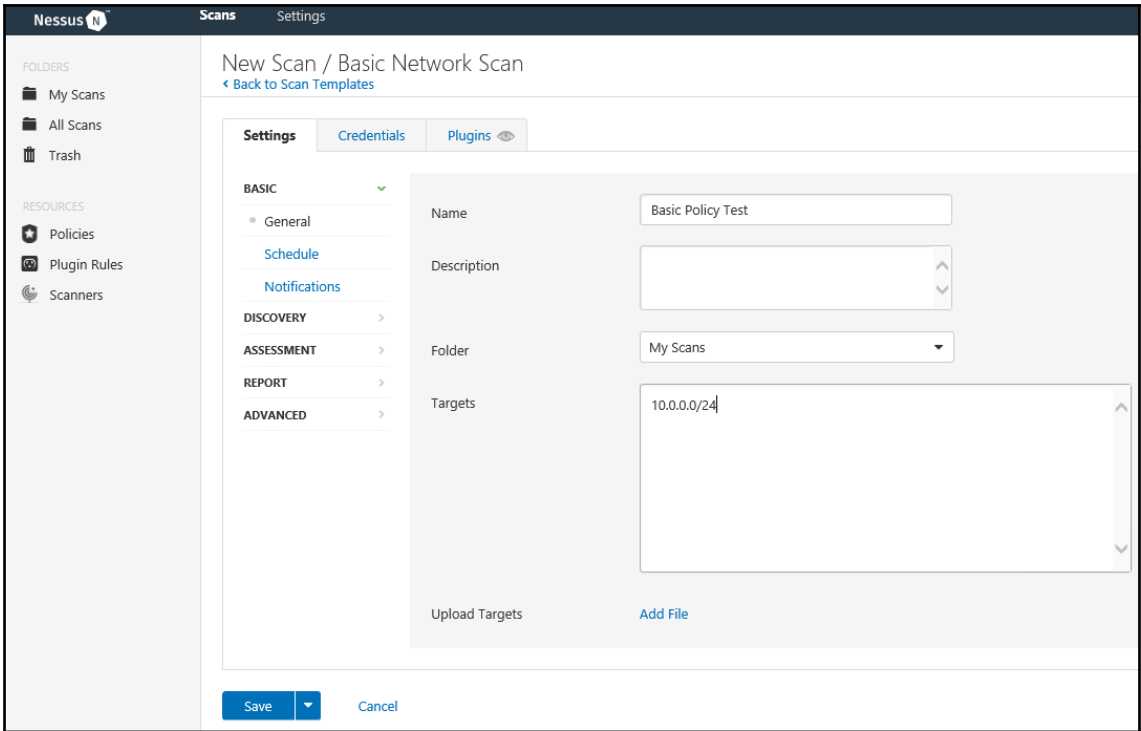 Nessus N
Scans Settings
FOLDERS
My Scans
All Scans
Trash
RESOURCES
Policies
Plugin Rules
Scanners
New Scan / Basic Network Scan
Back to Scan Templates
Settings Credentials Plugins
BASIC
General
Schedule
Notifications
DISCOVERY
ASSESSMENT
REPORT
ADVANCED
Name Basic Policy Test
Description
Folder My Scans
Targets 10.0.0.0/24
Upload Targets Add File
Save Cancel